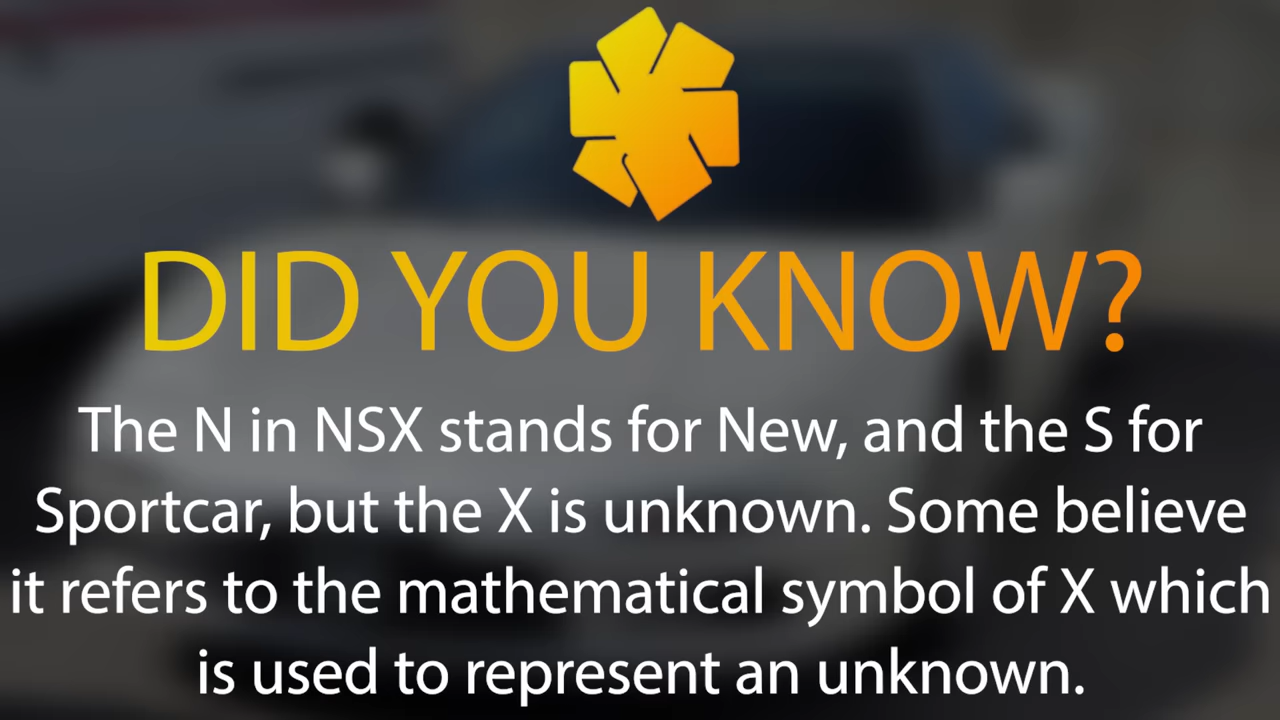 DID YOU KNOW?
The N in NSX stands for New, and the S for
Sportcar, but the X is unknown. Some believe
it refers to the mathematical symbol of X which
is used to represent an unknown.